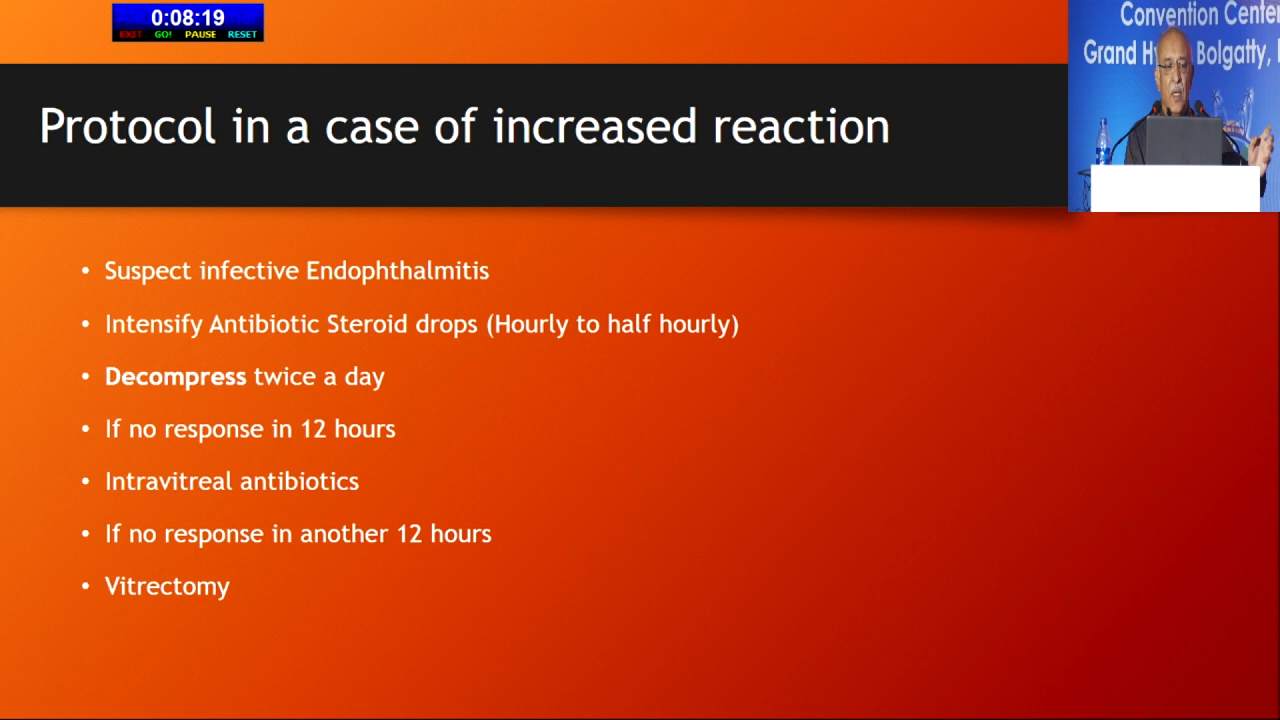 0:08:19
EXIT GO! PAUSE RESET
Convention Center
Grand H Bolgatty,
Protocol in a case of increased reaction
• Suspect infective Endophthalmitis
• Intensify Antibiotic Steroid drops (Hourly to half hourly)
• Decompress twice a day
• If no response in 12 hours
• Intravitreal antibiotics
• If no response in another 12 hours
• Vitrectomy